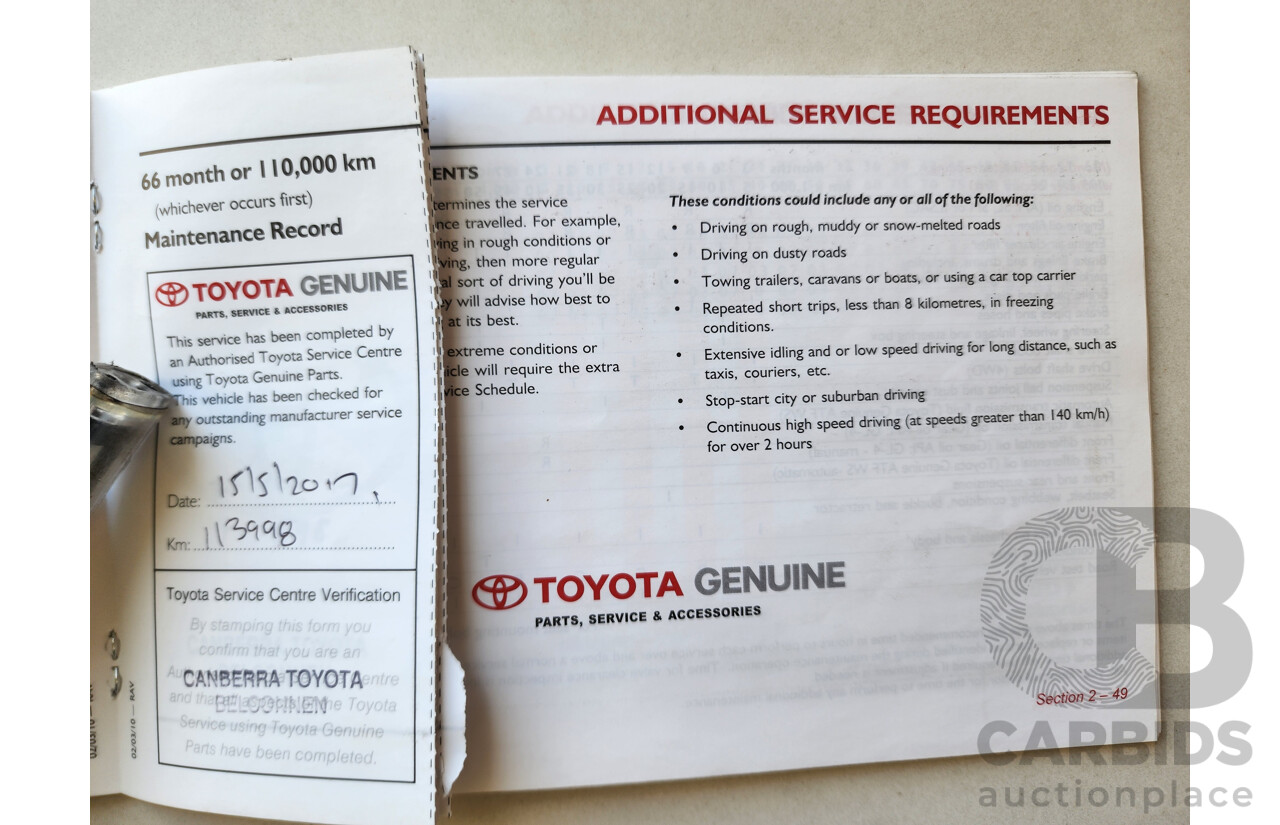 66 month or 110,000 km
(whichever occurs first)
Maintenance Record
TOYOTA GENUINE
PARTS, SERVICE & ACCESSORIES
This service has been completed by
an Authorised Toyota Service Centre
using Toyota Genuine Parts.
This vehicle has been checked for
any outstanding manufacturer service
campaigns.
Date: 15/5/2017
Km: 113998
Toyota Service Centre Verification
By stamping this form you
confirm that you are an
CANBERRA TOYOTA
BELCONNEN
Service using Toyota Genuine
Parts have been completed.
02/03/10 — RAV
ADDITIONAL SERVICE REQUIREMENTS
ENTS
termines the service
nce travelled. For example,
ing in rough conditions or
ving, then more regular
al sort of driving you'll be
y will advise how best to
at its best.
extreme conditions or
icle will require the extra
vice Schedule.
These conditions could include any or all of the following:
• Driving on rough, muddy or snow-melted roads
• Driving on dusty roads
• Towing trailers, caravans or boats, or using a car top carrier
• Repeated short trips, less than 8 kilometres, in freezing
conditions.
• Extensive idling and or low speed driving for long distance, such as
taxis, couriers, etc.
• Stop-start city or suburban driving
• Continuous high speed driving (at speeds greater than 140 km/h)
for over 2 hours
TOYOTA GENUINE
PARTS, SERVICE & ACCESSORIES
Section 2 – 49
CARBIDS
auctionplace